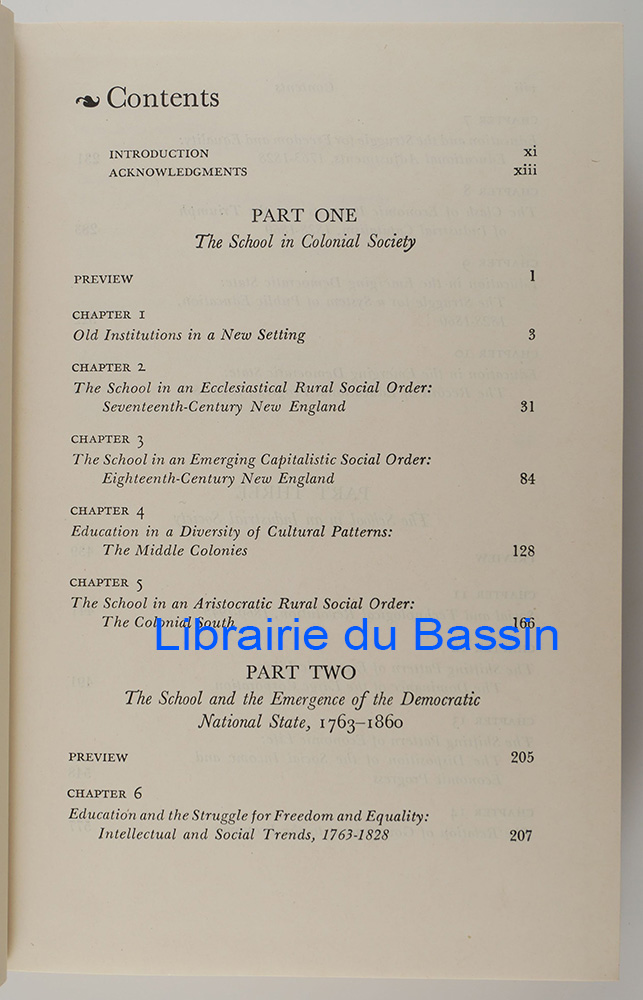 Contents
INTRODUCTION xi
ACKNOWLEDGMENTS xiii
PART ONE
The School in Colonial Society
PREVIEW 1
CHAPTER 1
Old Institutions in a New Setting 3
CHAPTER 2
The School in an Ecclesiastical Rural Social Order:
Seventeenth-Century New England 31
CHAPTER 3
The School in an Emerging Capitalistic Social Order:
Eighteenth-Century New England 84
CHAPTER 4
Education in a Diversity of Cultural Patterns:
The Middle Colonies 128
CHAPTER 5
The School in an Aristocratic Rural Social Order:
The Colonial South 166
Librairie du Bassin
PART TWO
The School and the Emergence of the Democratic
National State, 1763–1860
PREVIEW 205
CHAPTER 6
Education and the Struggle for Freedom and Equality:
Intellectual and Social Trends, 1763-1828 207